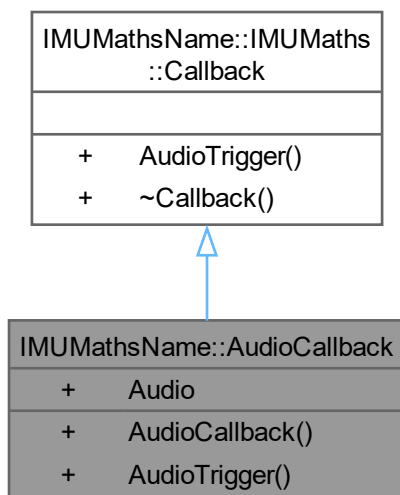 IMUMathsName::IMUMaths
::Callback
+ AudioTrigger()
+ ~Callback()
IMUMathsName::AudioCallback
+ Audio
+ AudioCallback()
+ AudioTrigger()